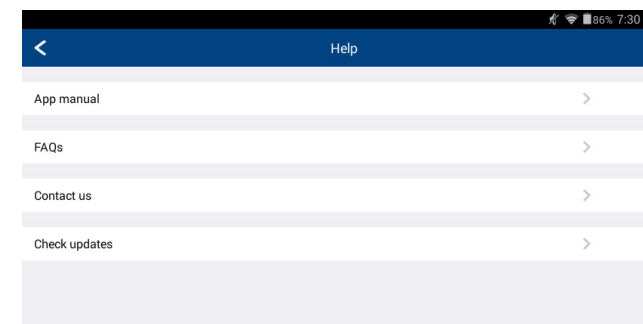 86% 7:30
Help
App manual
FAQs
Contact us
Check updates